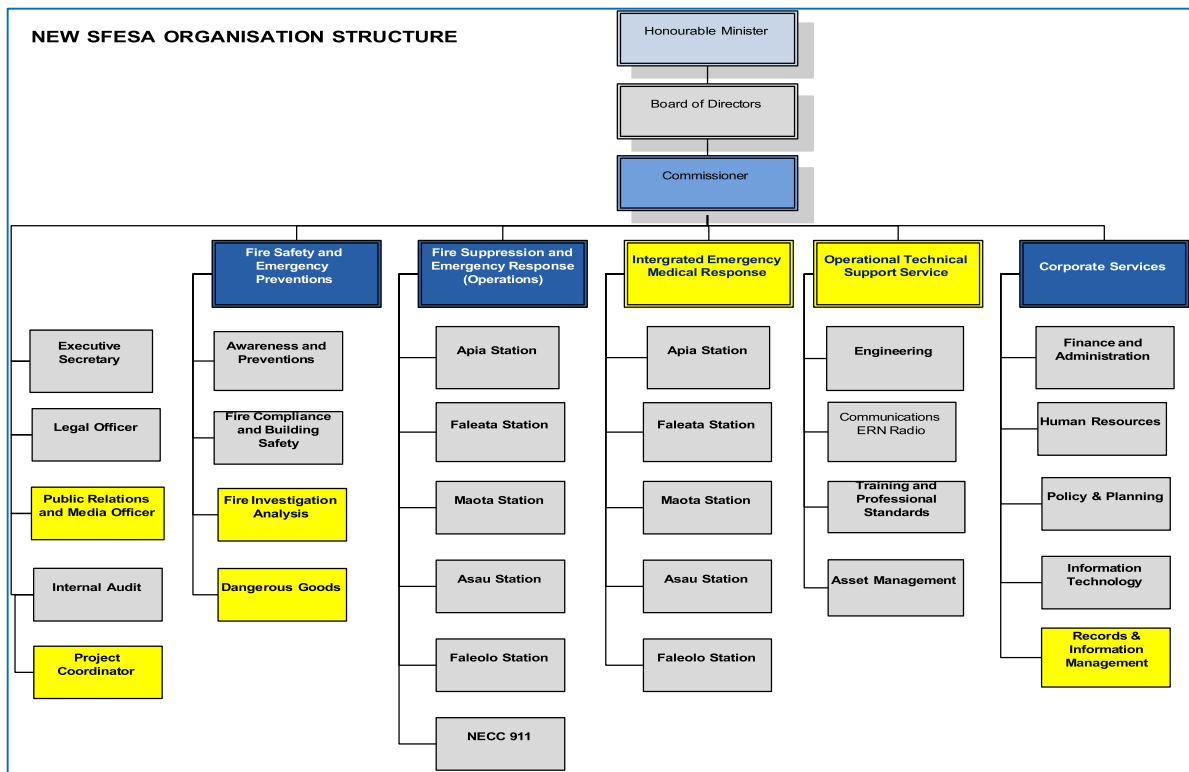 NEW SFESA ORGANISATION STRUCTURE
Honourable Minister
Board of Directors
Commissioner
Fire Safety and
Emergency
Preventions
Fire Suppression and
Emergency Response
(Operations)
Intergrated Emergency
Medical Response
Operational Technical
Support Service
Corporate Services
Executive
Secretary
Legal Officer
Public Relations
and Media Officer
Internal Audit
Project
Coordinator
Awareness and
Preventions
Fire Compliance
and Building
Safety
Fire Investigation
Analysis
Dangerous Goods
Apia Station
Faleata Station
Maota Station
Asau Station
Faleolo Station
NECC 911
Apia Station
Faleata Station
Maota Station
Asau Station
Faleolo Station
Engineering
Communications
ERN Radio
Training and
Professional
Standards
Asset Management
Finance and
Administration
Human Resources
Policy & Planning
Information
Technology
Records &
Information
Management